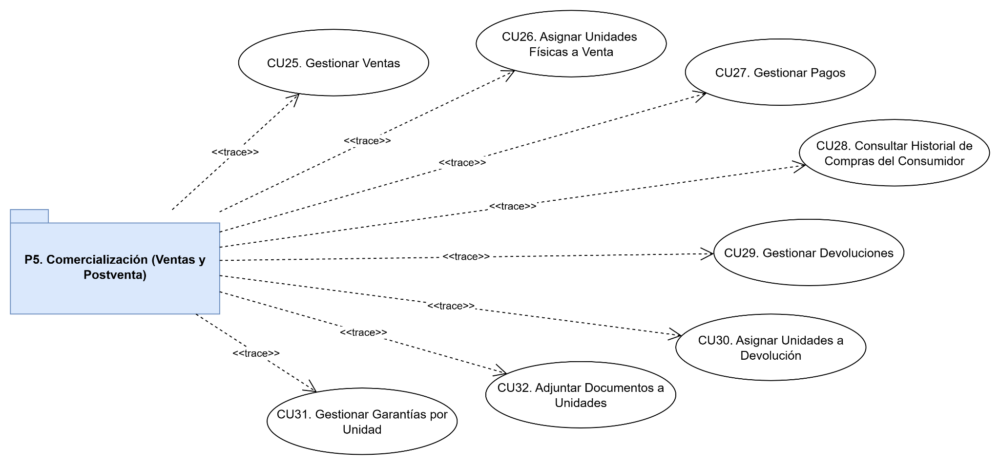 CU25. Gestionar Ventas
CU26. Asignar Unidades
Físicas a Venta
CU27. Gestionar Pagos
CU28. Consultar Historial de
Compras del Consumidor
<<trace>>
<<trace>>
<<trace>>
<<trace>>
P5. Comercialización (Ventas y
Postventa)
<<trace>>
CU29. Gestionar Devoluciones
<<trace>>
CU30. Asignar Unidades a
Devolución
<<trace>>
CU32. Adjuntar Documentos a
Unidades
<<trace>>
CU31. Gestionar Garantías por
Unidad